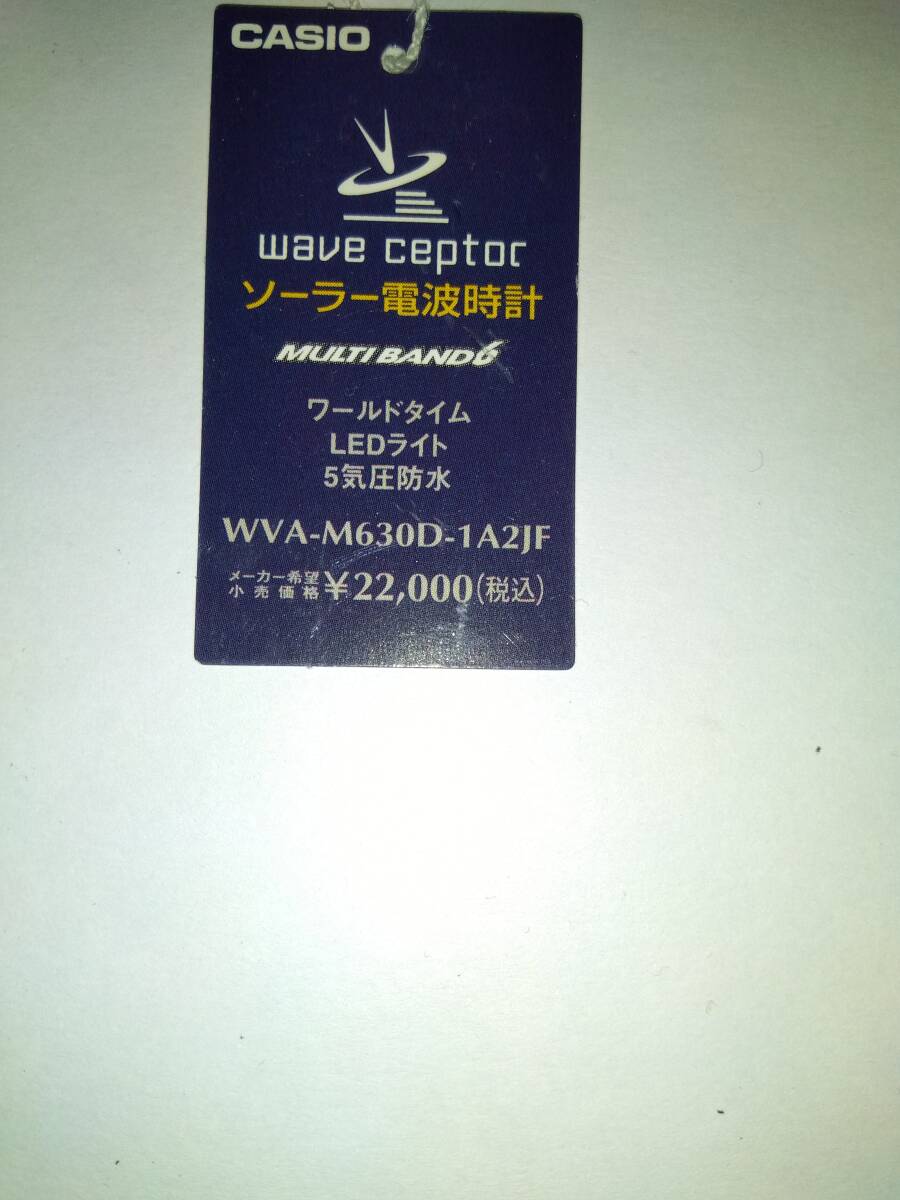 CASIO
wave ceptor
ソーラー電波時計
MULTI BAND 6
ワールドタイム
LEDライト
5気圧防水
WVA-M630D-1A2JF
メーカー希望
小売価格 ¥22,000(税込)